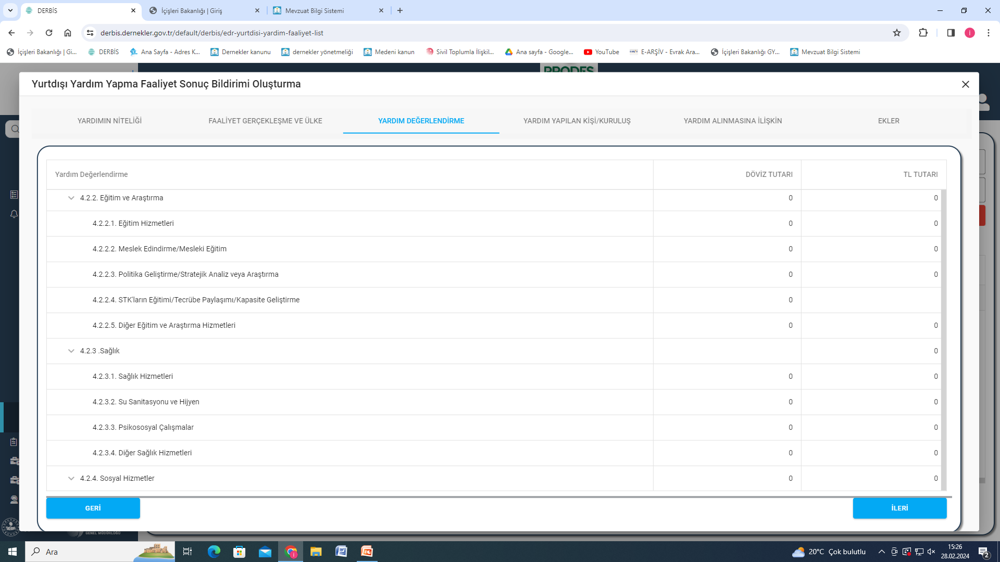 DERBİS
İçişleri Bakanlığı | Giriş
Mevzuat Bilgi Sistemi
derbis.dernekler.gov.tr/default/derbis/edr-yurtdisi-yardim-faaliyet-list
I
İçişleri Bakanlığı | Gi...
DERBİS
Ana Sayfa - Adres K...
Dernekler kanunu
dernekler yönetmeliği
Medeni kanun
Sivil Toplumla İlişkil...
Ana sayfa - Google...
YouTube
E-ARŞİV - Evrak Ara...
İçişleri Bakanlığı GY...
Mevzuat Bilgi Sistemi
PRODES
Yurtdışı Yardım Yapma Faaliyet Sonuç Bildirimi Oluşturma
YARDIMIN NİTELİĞİ
FAALİYET GERÇEKLEŞME VE ÜLKE
YARDIM DEĞERLENDİRME
YARDIM YAPILAN KİŞİ/KURULUŞ
YARDIM ALINMASINA İLİŞKİN
EKLER
Yardım Değerlendirme DÖVİZ TUTARI TL TUTARI
4.2.2. Eğitim ve Araştırma 0 0
4.2.2.1. Eğitim Hizmetleri 0 0
4.2.2.2. Meslek Edindirme/Mesleki Eğitim 0 0
4.2.2.3. Politika Geliştirme/Stratejik Analiz veya Araştırma 0 0
4.2.2.4. STK'ların Eğitimi/Tecrübe Paylaşımı/Kapasite Geliştirme 0
4.2.2.5. Diğer Eğitim ve Araştırma Hizmetleri 0 0
4.2.3 .Sağlık 0
4.2.3.1. Sağlık Hizmetleri 0 0
4.2.3.2. Su Sanitasyonu ve Hijyen 0 0
4.2.3.3. Psikososyal Çalışmalar 0 0
4.2.3.4. Diğer Sağlık Hizmetleri 0 0
4.2.4. Sosyal Hizmetler 0 0
GERİ
İLERİ
GENEL MÜDÜRLÜĞÜ
Ara
20°C Çok bulutlu
15:26
28.02.2024
2